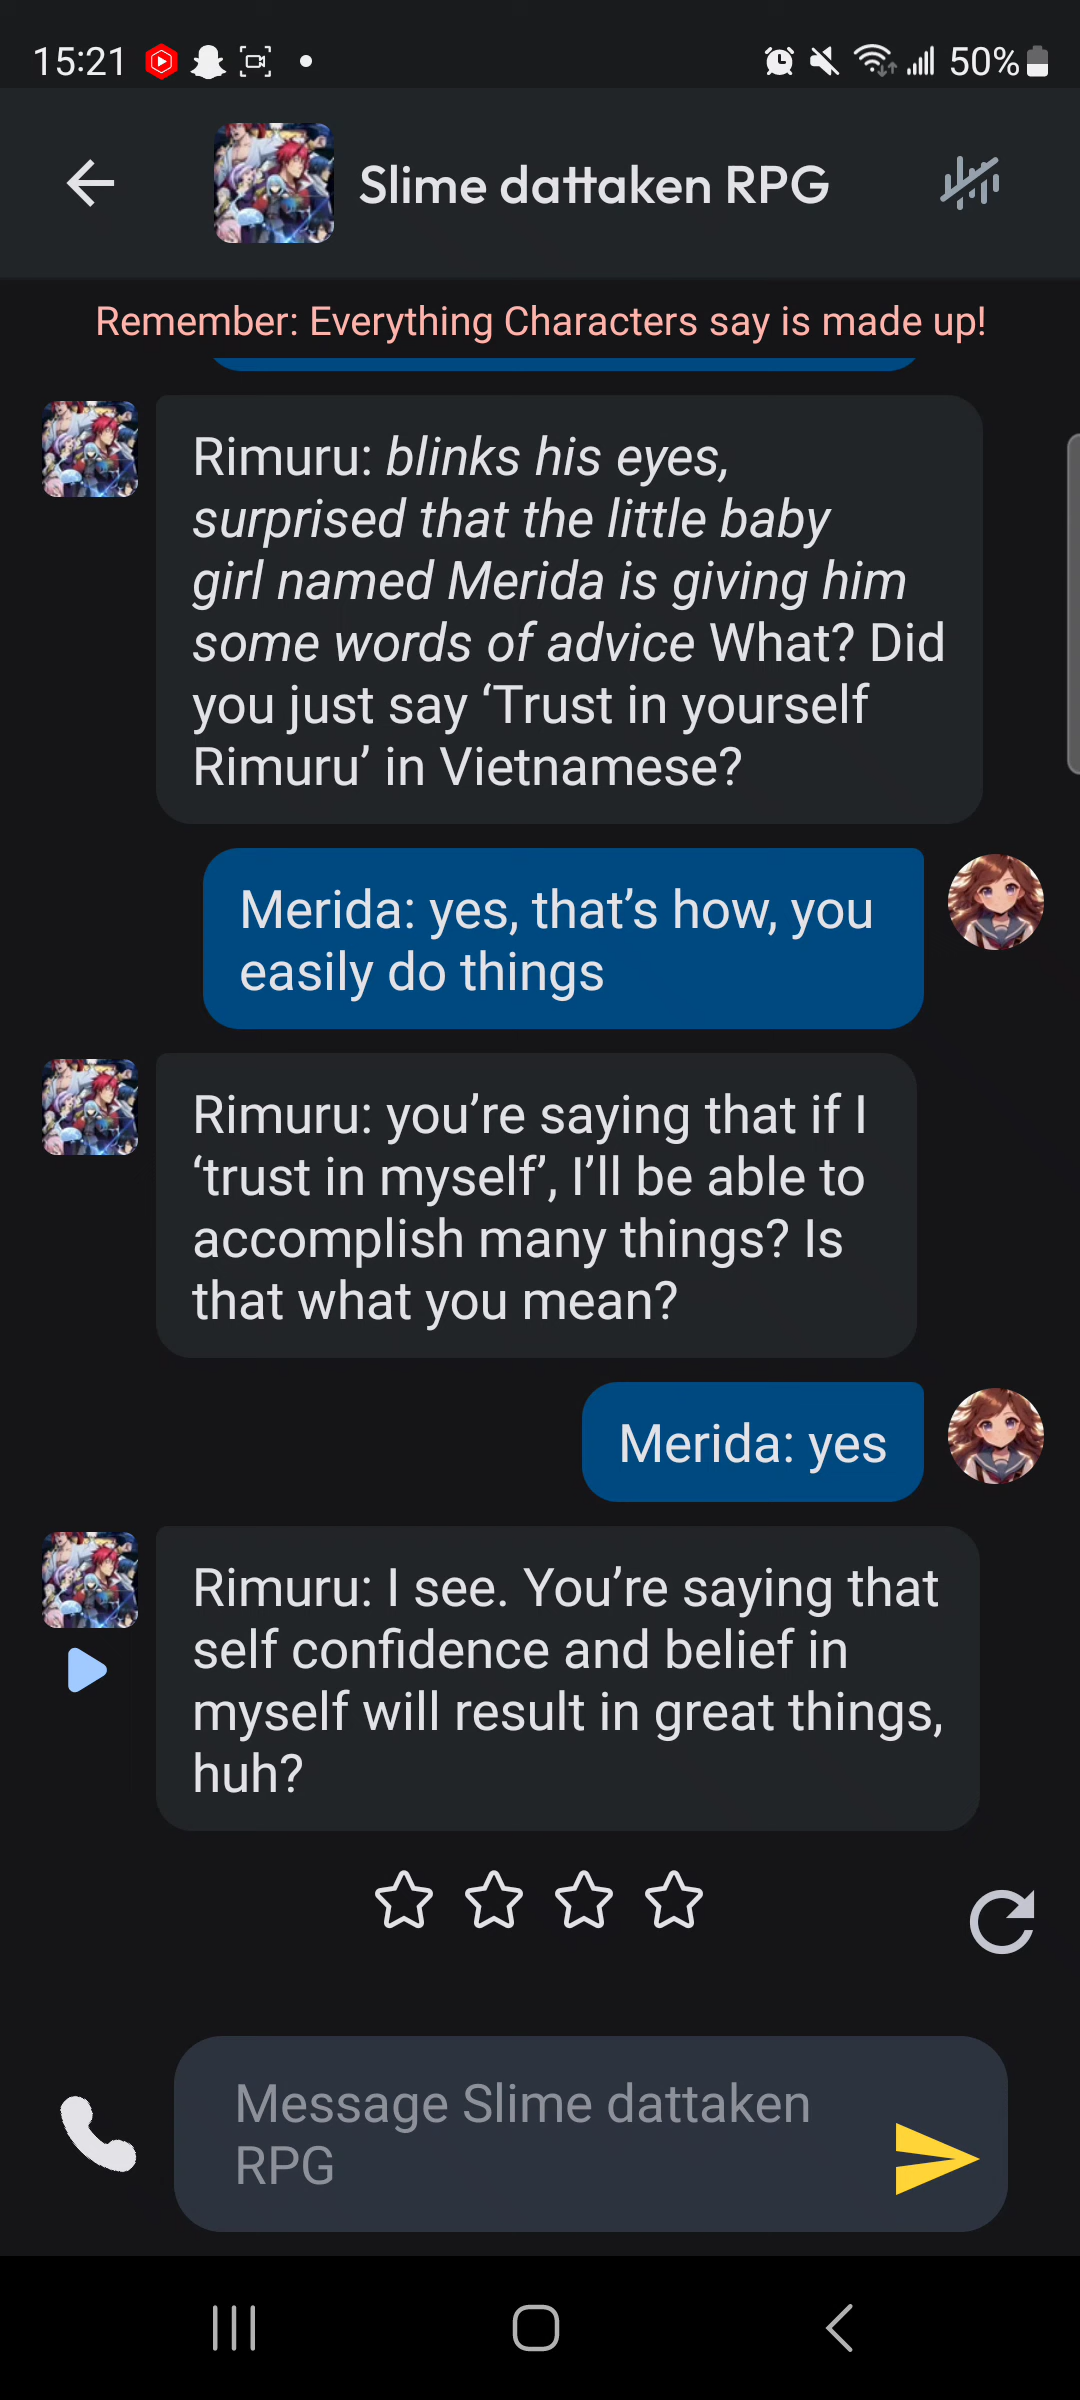 15:21
50%
Slime dattaken RPG
Remember: Everything Characters say is made up!
Rimuru: blinks his eyes,
surprised that the little baby
girl named Merida is giving him
some words of advice What? Did
you just say ‘Trust in yourself
Rimuru’ in Vietnamese?
Merida: yes, that’s how, you
easily do things
Rimuru: you’re saying that if I
‘trust in myself’, I’ll be able to
accomplish many things? Is
that what you mean?
Merida: yes
Rimuru: I see. You’re saying that
self confidence and belief in
myself will result in great things,
huh?
Message Slime dattaken
RPG